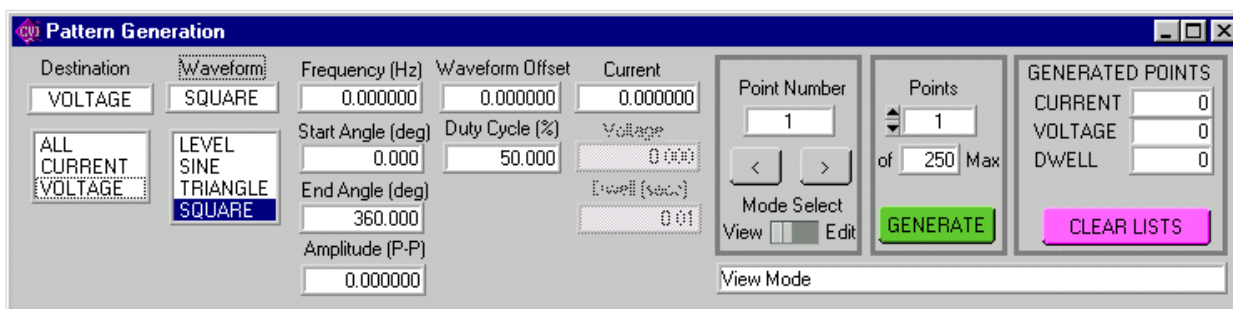 CVI Pattern Generation
Destination
VOLTAGE
ALL
CURRENT
VOLTAGE
Waveform
SQUARE
LEVEL
SINE
TRIANGLE
SQUARE
Frequency (Hz)
0.000000
Start Angle (deg)
0.000
End Angle (deg)
360.000
Amplitude (P-P)
0.000000
Waveform Offset
0.000000
Duty Cycle (%)
50.000
Current
0.000000
Voltage
0.000
Dwell (secs)
0.01
Point Number
1
< >
Mode Select
View Edit
Points
1
of 250 Max
GENERATE
GENERATED POINTS
CURRENT 0
VOLTAGE 0
DWELL 0
CLEAR LISTS
View Mode